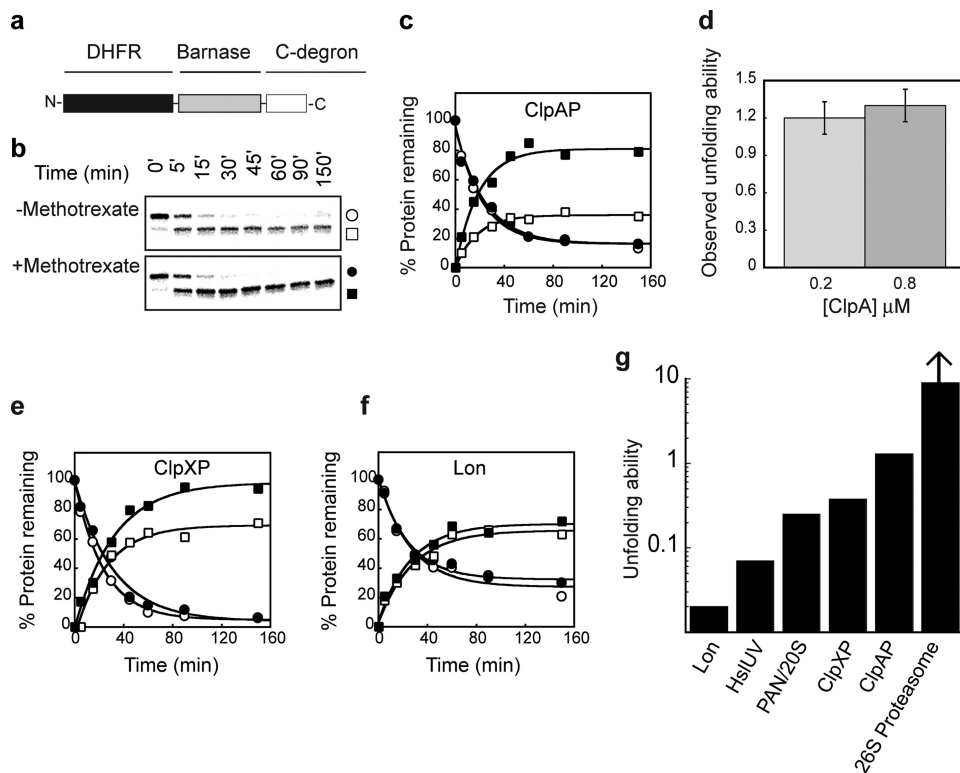 a
DHFR Barnase C-degron
N- -C
b
Time (min) 0' 5' 15' 30' 45' 60' 90' 150'
-Methotrexate
+Methotrexate
c
ClpAP
% Protein remaining
100
80
60
40
20
0
0 40 80 120 160
Time (min)
d
Observed unfolding ability
1.5
1.2
0.9
0.6
0.3
0
0.2 0.8
[ClpA] μM
e
ClpXP
% Protein remaining
100
80
60
40
20
0
0 40 80 120 160
Time (min)
f
Lon
% Protein remaining
100
80
60
40
20
0
0 40 80 120 160
Time (min)
g
Unfolding ability
10
1
0.1
Lon
HslUV
PAN/20S
ClpXP
ClpAP
26S Proteasome